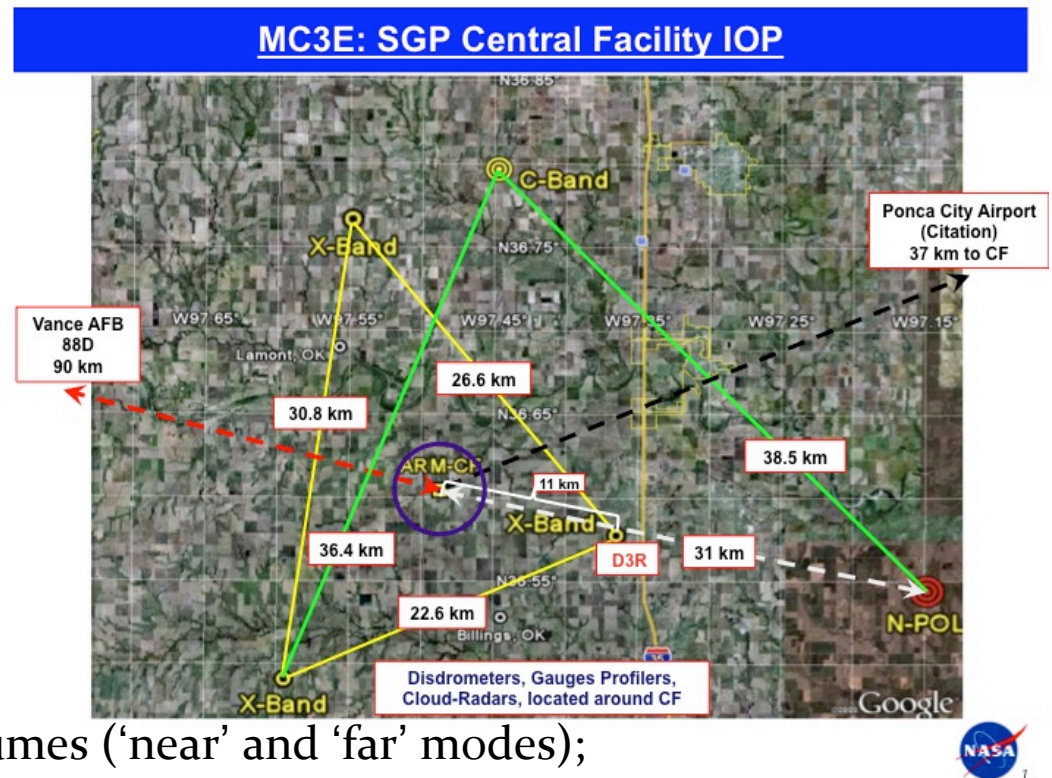 MC3E: SGP Central Facility IOP
N36.85°
C-Band
Ponca City Airport
(Citation)
37 km to CF
X-Band
N36.75°
Vance AFB
88D
90 km
W97.65°
W97.55°
W97.45°
W97.35°
W97.25°
W97.15°
Lamont, OK
26.6 km
30.8 km
N36.65°
38.5 km
ARM-CF
11 km
X-Band
36.4 km
D3R
31 km
N36.55°
22.6 km
N-POL
Billings, OK
35
Disdrometers, Gauges Profilers,
Cloud-Radars, located around CF
X-Band
Google
umes (‘near’ and ‘far’ modes);
NASA
7